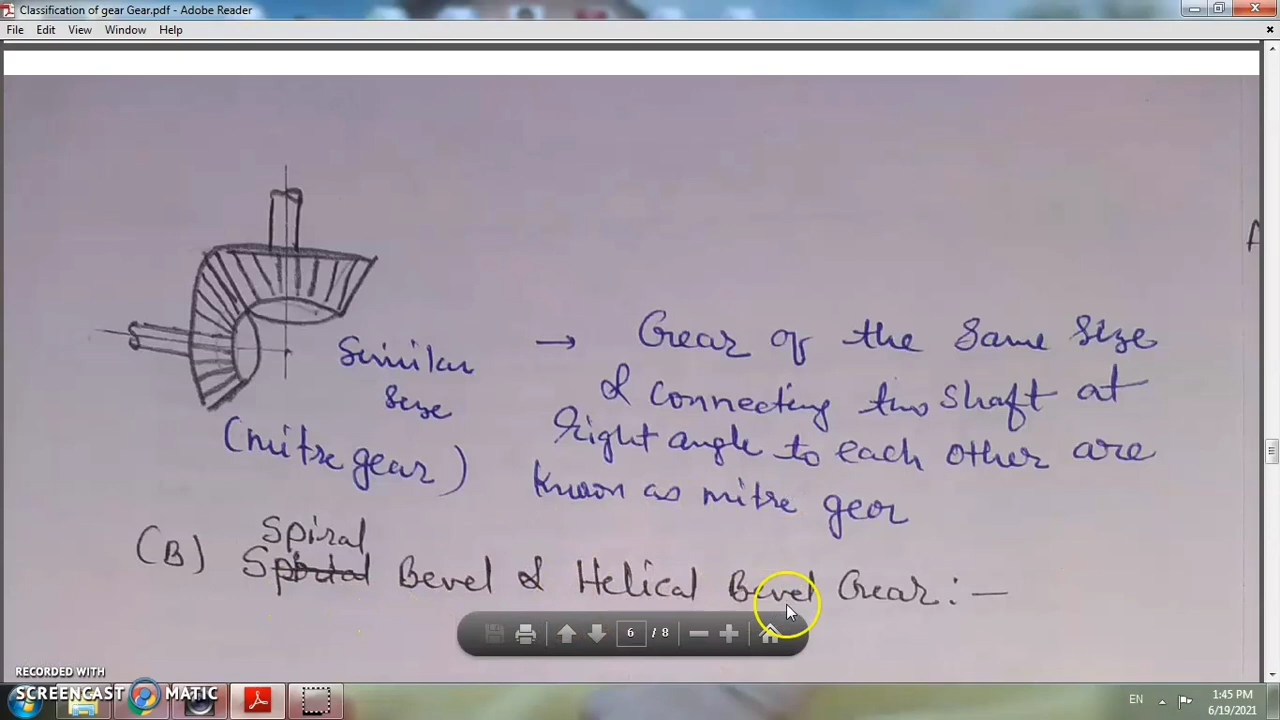 Classification of gear Gear.pdf - Adobe Reader
File Edit View Window Help
Similar
size
(mitre gear)
→ Gear of the same size
& connecting two shaft at
right angle to each other are
known as mitre gear
Spiral
(B) Bevel & Helical Bevel Gear:—
6 / 8
RECORDED WITH
SCREENCAST MATIC
EN
1:45 PM
6/19/2021